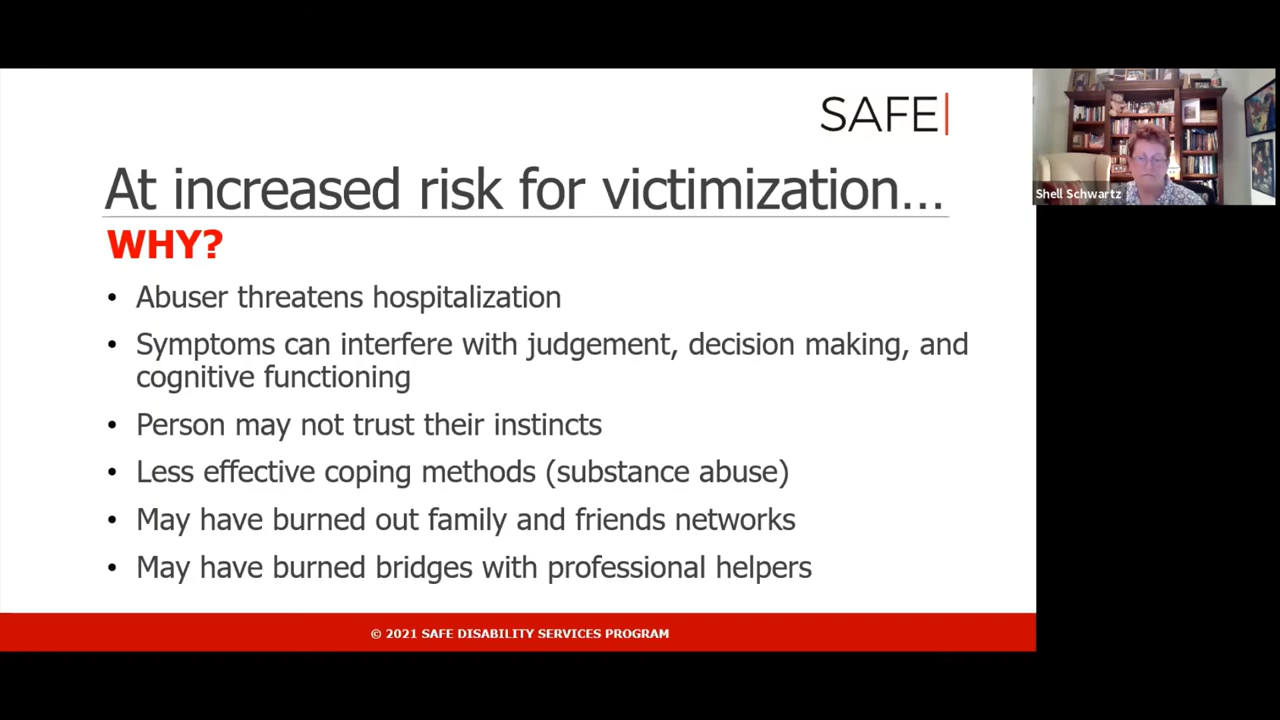 SAFE
At increased risk for victimization...
WHY?
• Abuser threatens hospitalization
• Symptoms can interfere with judgement, decision making, and
cognitive functioning
• Person may not trust their instincts
• Less effective coping methods (substance abuse)
• May have burned out family and friends networks
• May have burned bridges with professional helpers
© 2021 SAFE DISABILITY SERVICES PROGRAM
Shell Schwartz